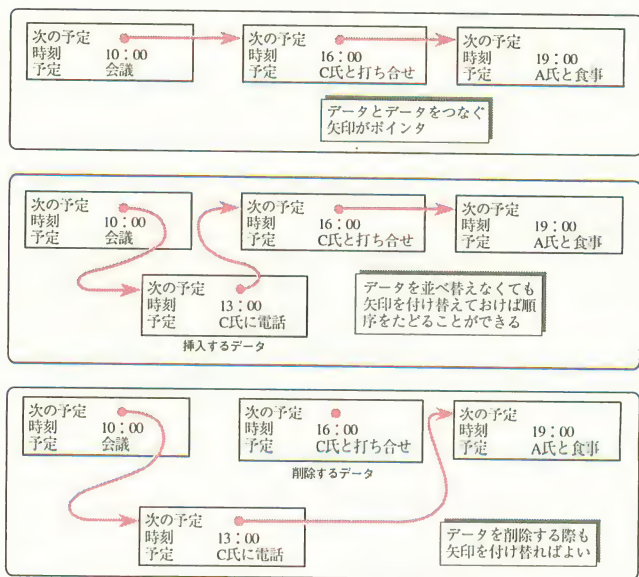 次の予定
時刻 10：00
予定 会議
次の予定
時刻 16：00
予定 C氏と打ち合せ
次の予定
時刻 19：00
予定 A氏と食事
データとデータをつなぐ
矢印がポインタ
次の予定
時刻 10：00
予定 会議
次の予定
時刻 16：00
予定 C氏と打ち合せ
次の予定
時刻 19：00
予定 A氏と食事
次の予定
時刻 13：00
予定 C氏に電話
挿入するデータ
データを並べ替えなくても
矢印を付け替えておけば順
序をたどることができる
次の予定
時刻 10：00
予定 会議
次の予定
時刻 16：00
予定 C氏と打ち合せ
削除するデータ
次の予定
時刻 19：00
予定 A氏と食事
次の予定
時刻 13：00
予定 C氏に電話
データを削除する際も
矢印を付け替ればよい